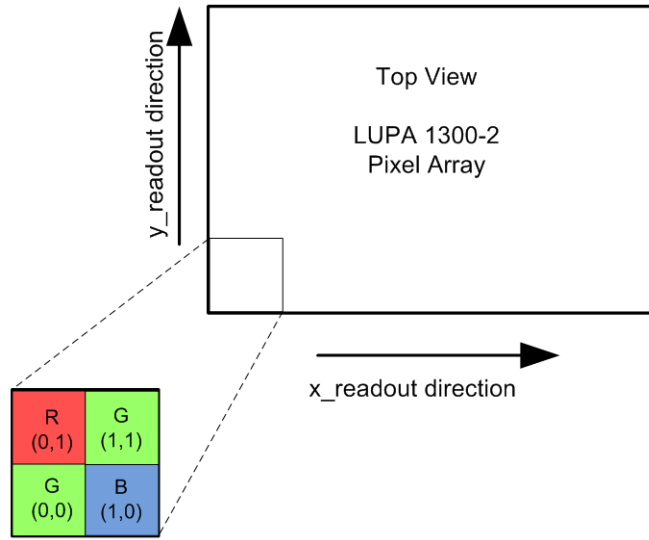 y_readout direction
Top View
LUPA 1300-2
Pixel Array
x_readout direction
R
(0,1)
G
(1,1)
G
(0,0)
B
(1,0)